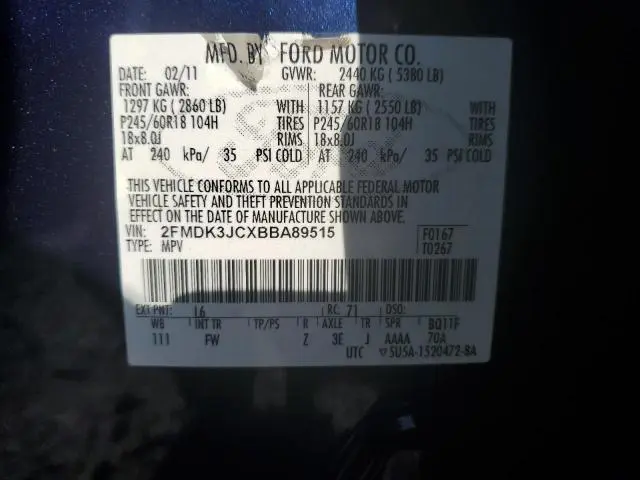 MFD. BY FORD MOTOR CO.
DATE: 02/11 GVWR: 2440 KG ( 5380 LB)
FRONT GAWR: REAR GAWR:
1297 KG ( 2860 LB) WITH 1157 KG ( 2550 LB) WITH
P245/60R18 104H TIRES P245/60R18 104H TIRES
18x8.0J RIMS 18x8.0J RIMS
AT 240 kPa/ 35 PSI COLD AT 240 kPa/ 35 PSI COLD
THIS VEHICLE CONFORMS TO ALL APPLICABLE FEDERAL MOTOR
VEHICLE SAFETY AND THEFT PREVENTION STANDARDS IN
EFFECT ON THE DATE OF MANUFACTURE SHOWN ABOVE.
VIN: 2FMDK3JCXBBA89515 F0167
TYPE: MPV T0267
EXT PNT: L6 RC: 71 DSO:
WB INT TR TP/PS R AXLE TR SPR BQ11F
111 FW Z 3E J AAAA 70A
UTC ▽5U5A-1520472-BA